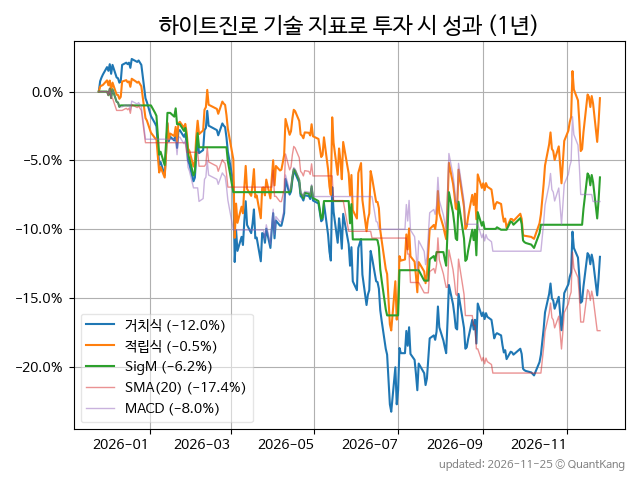 하이트진로 기술 지표로 투자 시 성과 (1년)
0.0%
−5.0%
−10.0%
−15.0%
−20.0%
거치식 (−12.0%)
적립식 (−0.5%)
SigM (−6.2%)
SMA(20) (−17.4%)
MACD (−8.0%)
2026−01 2026−03 2026−05 2026−07 2026−09 2026−11
updated: 2026−11−25 ⓒ QuantKang